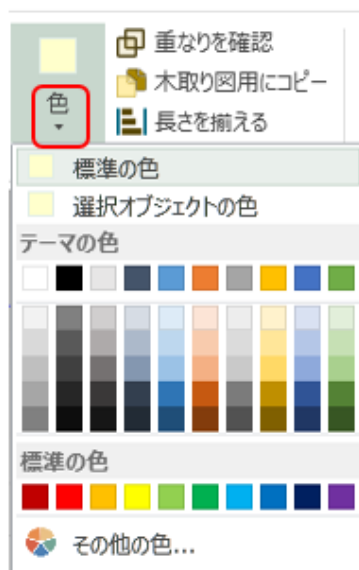 重なりを確認
木取り図用にコピー
色
長さを揃える
標準の色
選択オブジェクトの色
テーマの色
標準の色
その他の色...